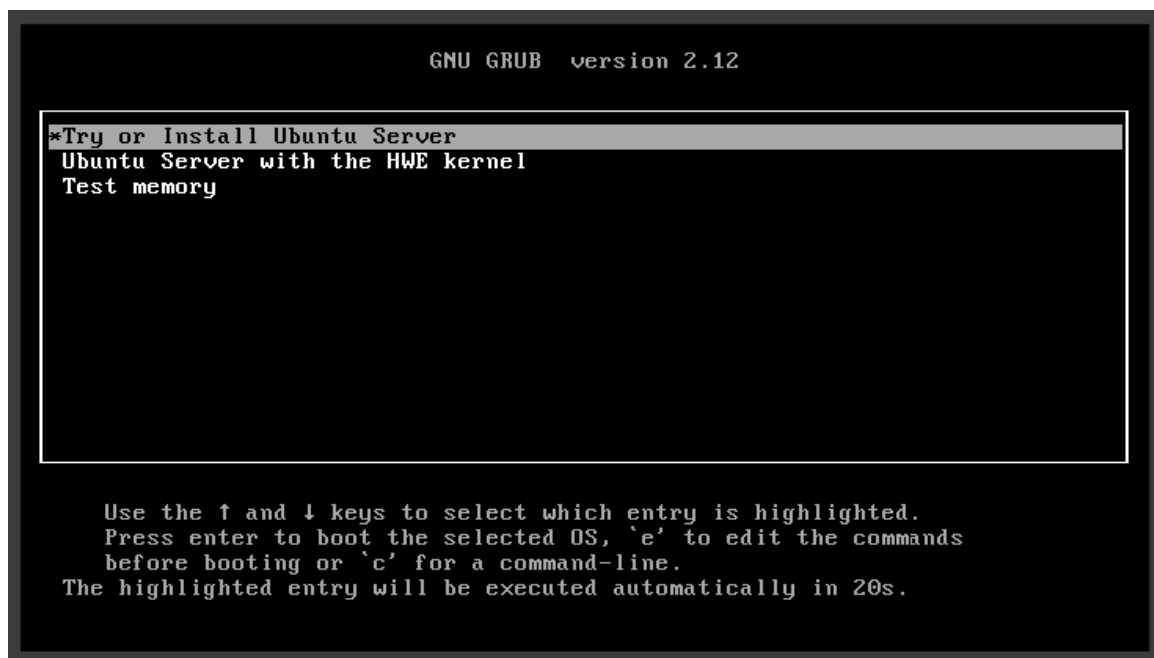 GNU GRUB version 2.12
*Try or Install Ubuntu Server
Ubuntu Server with the HWE kernel
Test memory
Use the ↑ and ↓ keys to select which entry is highlighted.
Press enter to boot the selected OS, `e' to edit the commands
before booting or `c' for a command-line.
The highlighted entry will be executed automatically in 20s.